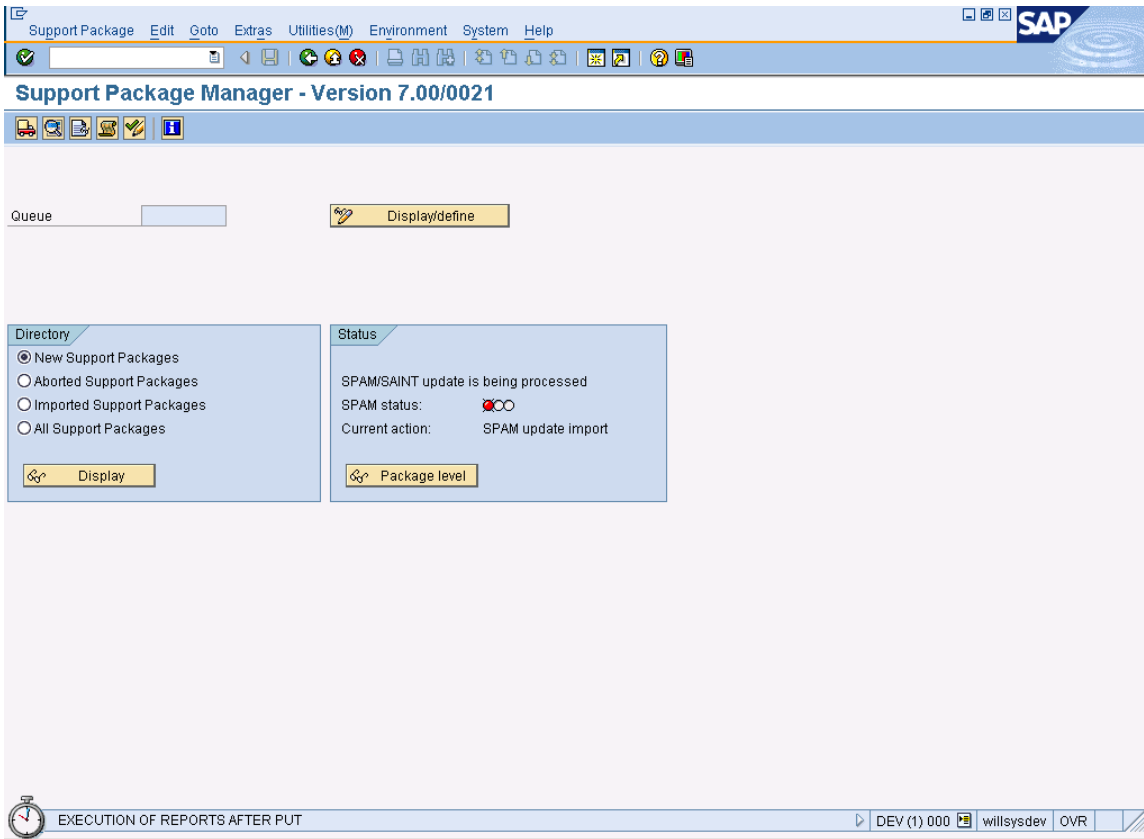 Support Package Edit Goto Extras Utilities(M) Environment System Help
SAP
Support Package Manager - Version 7.00/0021
Queue
Display/define
Directory
New Support Packages
Aborted Support Packages
Imported Support Packages
All Support Packages
Display
Status
SPAM/SAINT update is being processed
SPAM status:
Current action: SPAM update import
Package level
EXECUTION OF REPORTS AFTER PUT
DEV (1) 000 willsysdev OVR